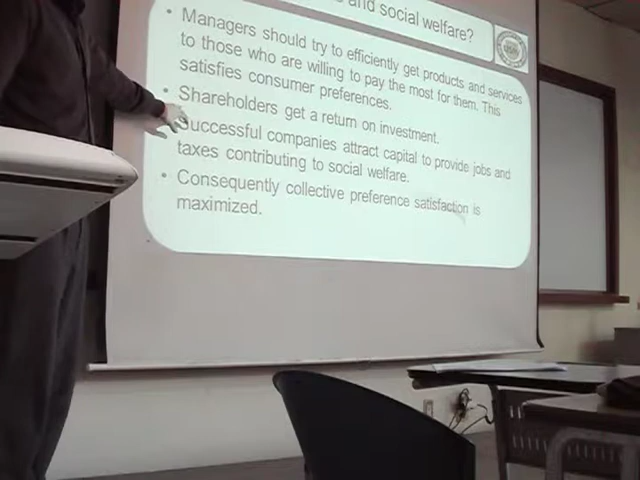 and social welfare?
• Managers should try to efficiently get products and services
to those who are willing to pay the most for them. This
satisfies consumer preferences.
• Shareholders get a return on investment.
Successful companies attract capital to provide jobs and
taxes contributing to social welfare.
• Consequently collective preference satisfaction is
maximized.